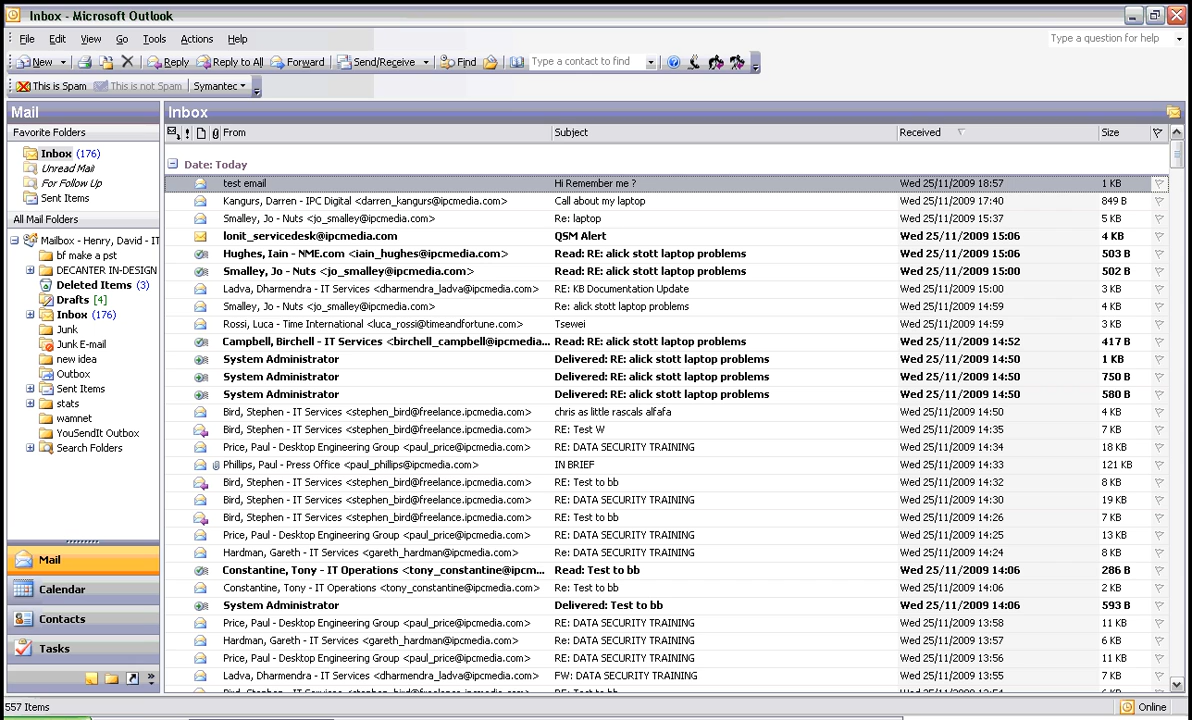 Inbox - Microsoft Outlook
File Edit View Go Tools Actions Help Type a question for help
New Reply Reply to All Forward Send/Receive Find Type a contact to find
This is Spam This is not Spam Symantec
Mail Inbox
Favorite Folders
Inbox (176)
Unread Mail
For Follow Up
Sent Items
All Mail Folders
Mailbox - Henry, David - IT
bf make a pst
DECANTER IN-DESIGN
Deleted Items (3)
Drafts [4]
Inbox (176)
Junk
Junk E-mail
new idea
Outbox
Sent Items
stats
wamnet
YouSendIt Outbox
Search Folders
Mail
Calendar
Contacts
Tasks
From Subject Received Size
Date: Today
test email Hi Remember me ? Wed 25/11/2009 18:57 1 KB
Kangurs, Darren - IPC Digital <darren_kangurs@ipcmedia.com> Call about my laptop Wed 25/11/2009 17:40 849 B
Smalley, Jo - Nuts <jo_smalley@ipcmedia.com> Re: laptop Wed 25/11/2009 15:37 5 KB
lonit_servicedesk@ipcmedia.com QSM Alert Wed 25/11/2009 15:06 4 KB
Hughes, Iain - NME.com <iain_hughes@ipcmedia.com> Read: RE: alick stott laptop problems Wed 25/11/2009 15:06 503 B
Smalley, Jo - Nuts <jo_smalley@ipcmedia.com> Read: RE: alick stott laptop problems Wed 25/11/2009 15:00 502 B
Ladva, Dharmendra - IT Services <dharmendra_ladva@ipcmedia.com> RE: KB Documentation Update Wed 25/11/2009 15:00 3 KB
Smalley, Jo - Nuts <jo_smalley@ipcmedia.com> Re: alick stott laptop problems Wed 25/11/2009 14:59 4 KB
Rossi, Luca - Time International <luca_rossi@timeandfortune.com> Tsewei Wed 25/11/2009 14:59 3 KB
Campbell, Birchell - IT Services <birchell_campbell@ipcmedia... Read: RE: alick stott laptop problems Wed 25/11/2009 14:52 417 B
System Administrator Delivered: RE: alick stott laptop problems Wed 25/11/2009 14:50 1 KB
System Administrator Delivered: RE: alick stott laptop problems Wed 25/11/2009 14:50 750 B
System Administrator Delivered: RE: alick stott laptop problems Wed 25/11/2009 14:50 580 B
Bird, Stephen - IT Services <stephen_bird@freelance.ipcmedia.com> chris as little rascals alfafa Wed 25/11/2009 14:50 4 KB
Bird, Stephen - IT Services <stephen_bird@freelance.ipcmedia.com> RE: Test W Wed 25/11/2009 14:35 7 KB
Price, Paul - Desktop Engineering Group <paul_price@ipcmedia.com> RE: DATA SECURITY TRAINING Wed 25/11/2009 14:34 18 KB
Phillips, Paul - Press Office <paul_phillips@ipcmedia.com> IN BRIEF Wed 25/11/2009 14:33 121 KB
Bird, Stephen - IT Services <stephen_bird@freelance.ipcmedia.com> RE: Test to bb Wed 25/11/2009 14:32 8 KB
Bird, Stephen - IT Services <stephen_bird@freelance.ipcmedia.com> RE: DATA SECURITY TRAINING Wed 25/11/2009 14:30 19 KB
Bird, Stephen - IT Services <stephen_bird@freelance.ipcmedia.com> RE: Test to bb Wed 25/11/2009 14:26 7 KB
Price, Paul - Desktop Engineering Group <paul_price@ipcmedia.com> RE: DATA SECURITY TRAINING Wed 25/11/2009 14:25 13 KB
Hardman, Gareth - IT Services <gareth_hardman@ipcmedia.com> RE: Test to bb Wed 25/11/2009 14:24 8 KB
Constantine, Tony - IT Operations <tony_constantine@ipcm... Read: Test to bb Wed 25/11/2009 14:06 286 B
Constantine, Tony - IT Operations <tony_constantine@ipcmedia.com> Re: Test to bb Wed 25/11/2009 14:06 2 KB
System Administrator Delivered: Test to bb Wed 25/11/2009 14:06 593 B
Price, Paul - Desktop Engineering Group <paul_price@ipcmedia.com> RE: DATA SECURITY TRAINING Wed 25/11/2009 13:58 11 KB
Hardman, Gareth - IT Services <gareth_hardman@ipcmedia.com> RE: DATA SECURITY TRAINING Wed 25/11/2009 13:57 6 KB
Price, Paul - Desktop Engineering Group <paul_price@ipcmedia.com> RE: DATA SECURITY TRAINING Wed 25/11/2009 13:56 11 KB
Ladva, Dharmendra - IT Services <dharmendra_ladva@ipcmedia.com> FW: DATA SECURITY TRAINING Wed 25/11/2009 13:55 7 KB
557 Items Online